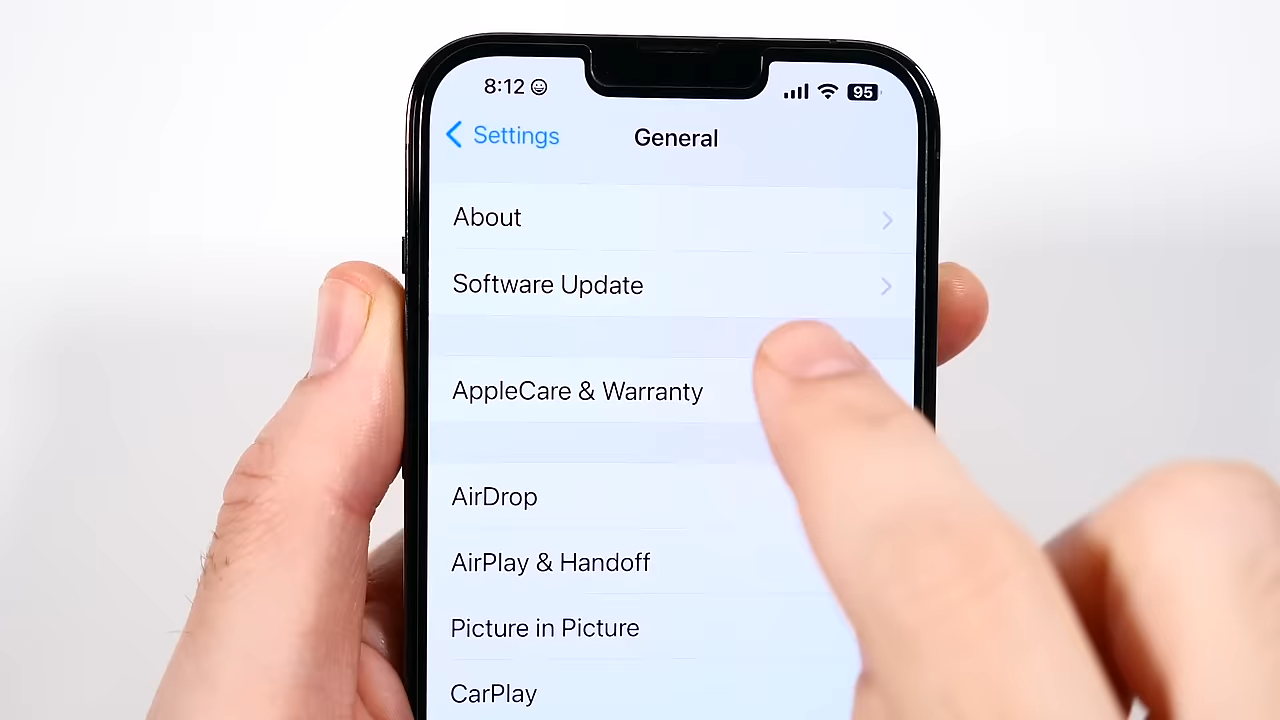 8:12 95
Settings General
About
Software Update
AppleCare & Warranty
AirDrop
AirPlay & Handoff
Picture in Picture
CarPlay